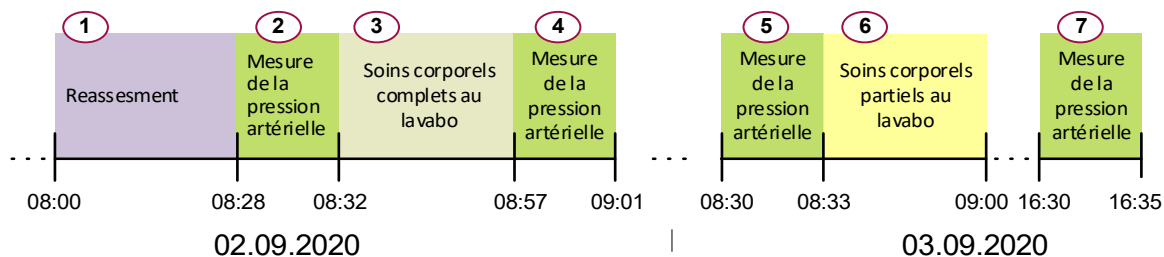 1
2
3
4
5
6
7
Reassesment
Mesure
de la
pression
artérielle
Soins corporels
complets au
lavabo
Mesure
de la
pression
artérielle
Mesure
de la
pression
artérielle
Soins corporels
partiels au
lavabo
Mesure
de la
pression
artérielle
. . .
. . .
. . . .
08:00
08:28
08:32
08:57
09:01
08:30
08:33
09:00
16:30
16:35
02.09.2020
|
03.09.2020